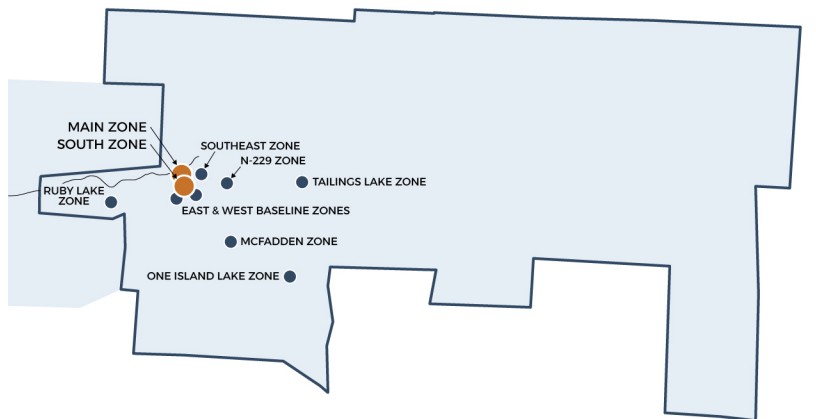 MAIN ZONE
SOUTH ZONE
SOUTHEAST ZONE
N-229 ZONE
TAILINGS LAKE ZONE
RUBY LAKE
ZONE
EAST & WEST BASELINE ZONES
MCFADDEN ZONE
ONE ISLAND LAKE ZONE